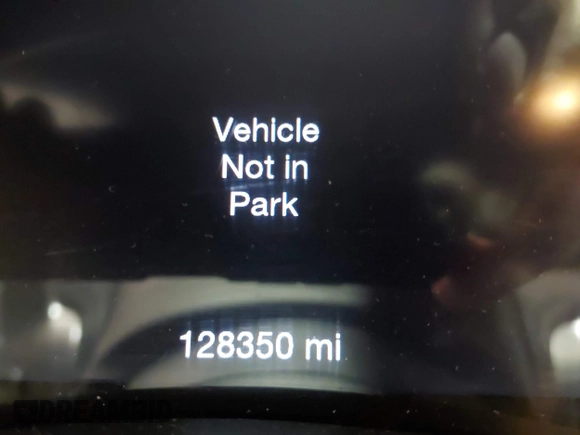 Vehicle
Not in
Park
128350 mi